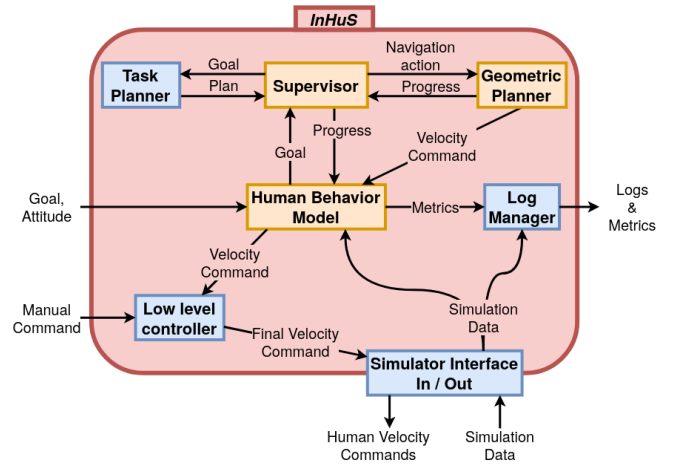 InHuS
Task
Planner
Goal
Plan
Supervisor
Navigation
action
Progress
Geometric
Planner
Goal
Progress
Velocity
Command
Goal,
Attitude
Human Behavior
Model
Metrics
Log
Manager
Logs
&
Metrics
Velocity
Command
Manual
Command
Low level
controller
Final Velocity
Command
Simulation
Data
Simulator Interface
In / Out
Human Velocity
Commands
Simulation
Data